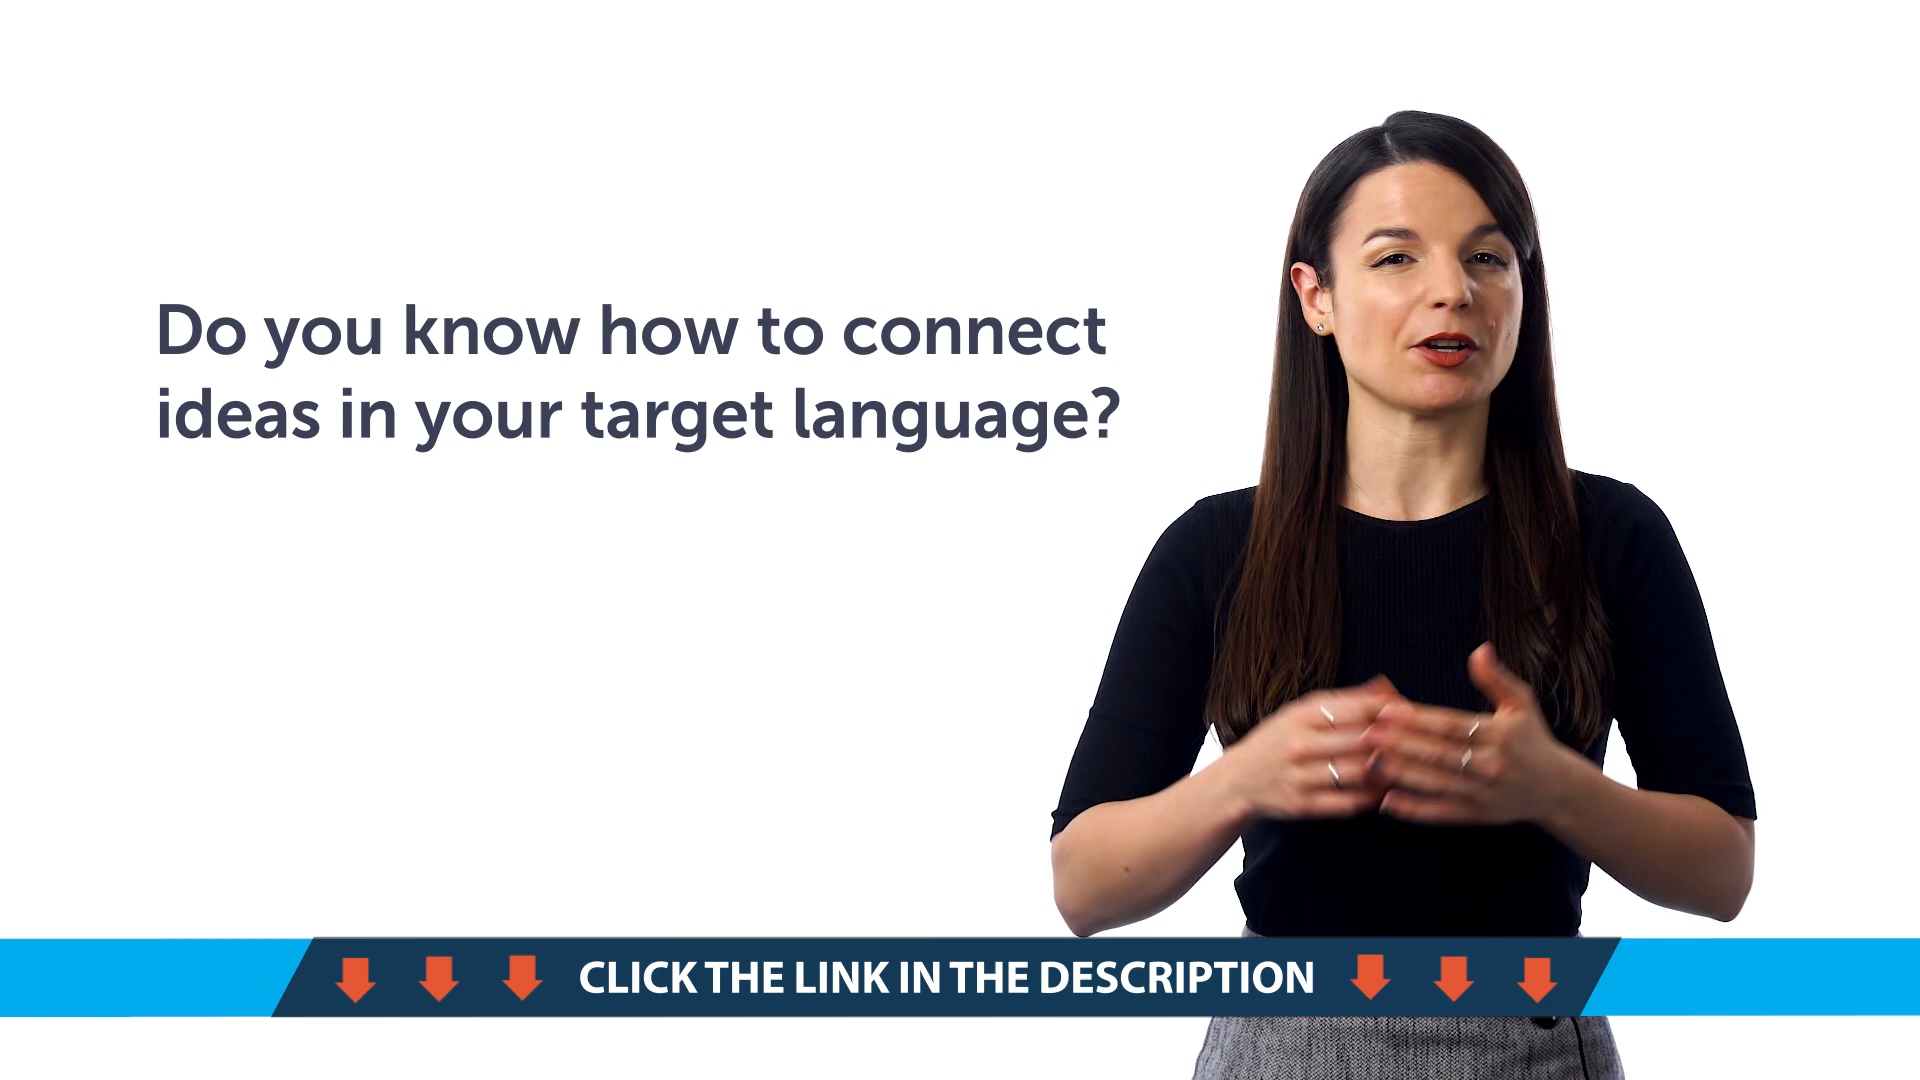 Do you know how to connect
ideas in your target language?
CLICK THE LINK IN THE DESCRIPTION